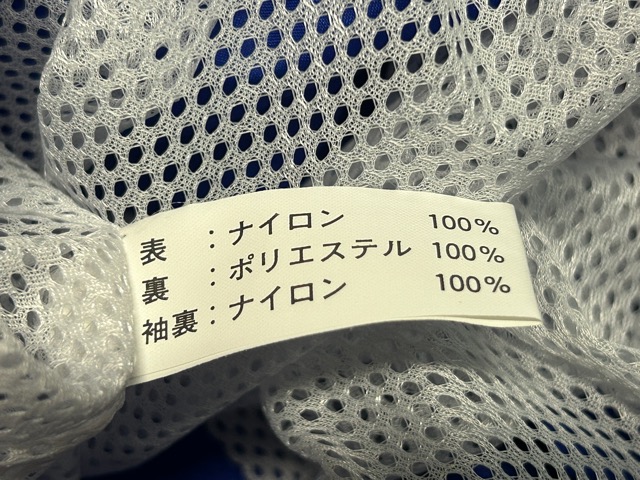 表 : ナイロン 100%
裏 : ポリエステル 100%
袖裏 : ナイロン 100%